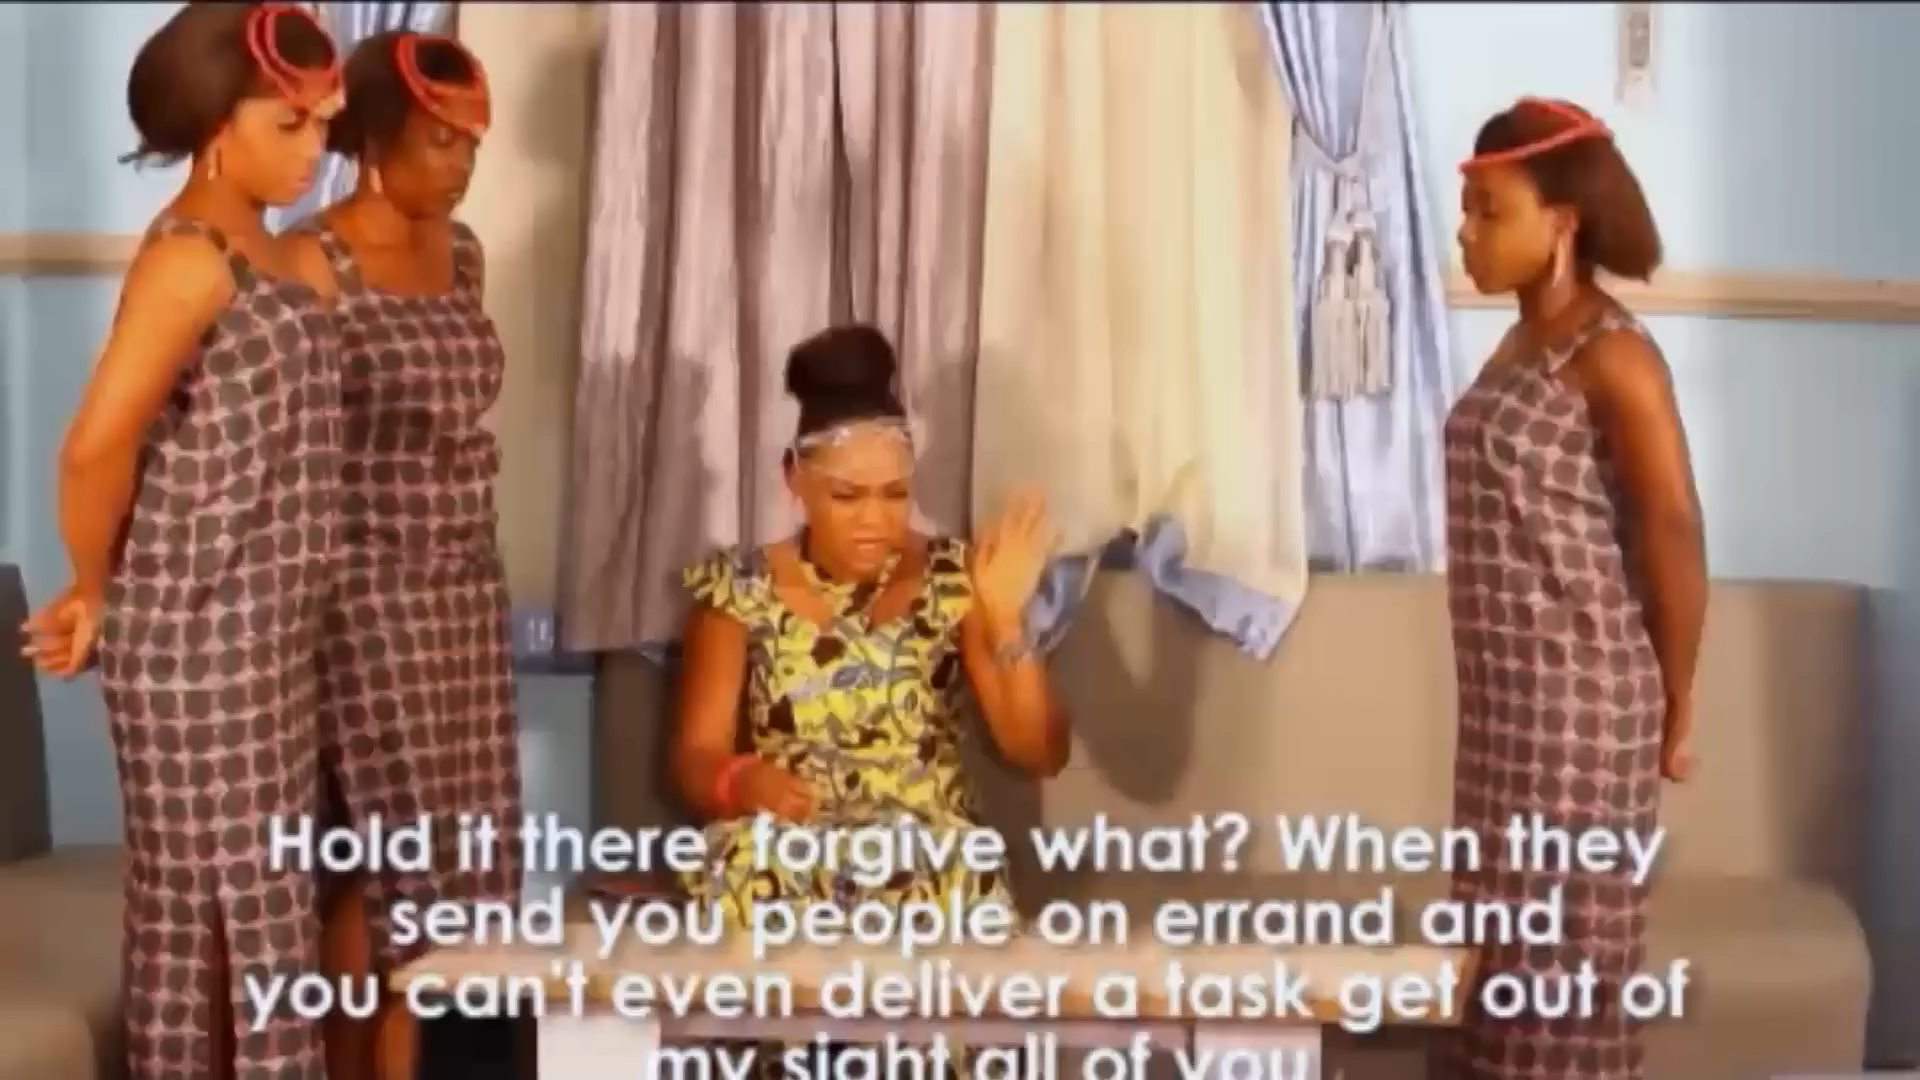 Hold it there, forgive what? When they
send you people on errand and
you can't even deliver a task get out of
my sight all of you